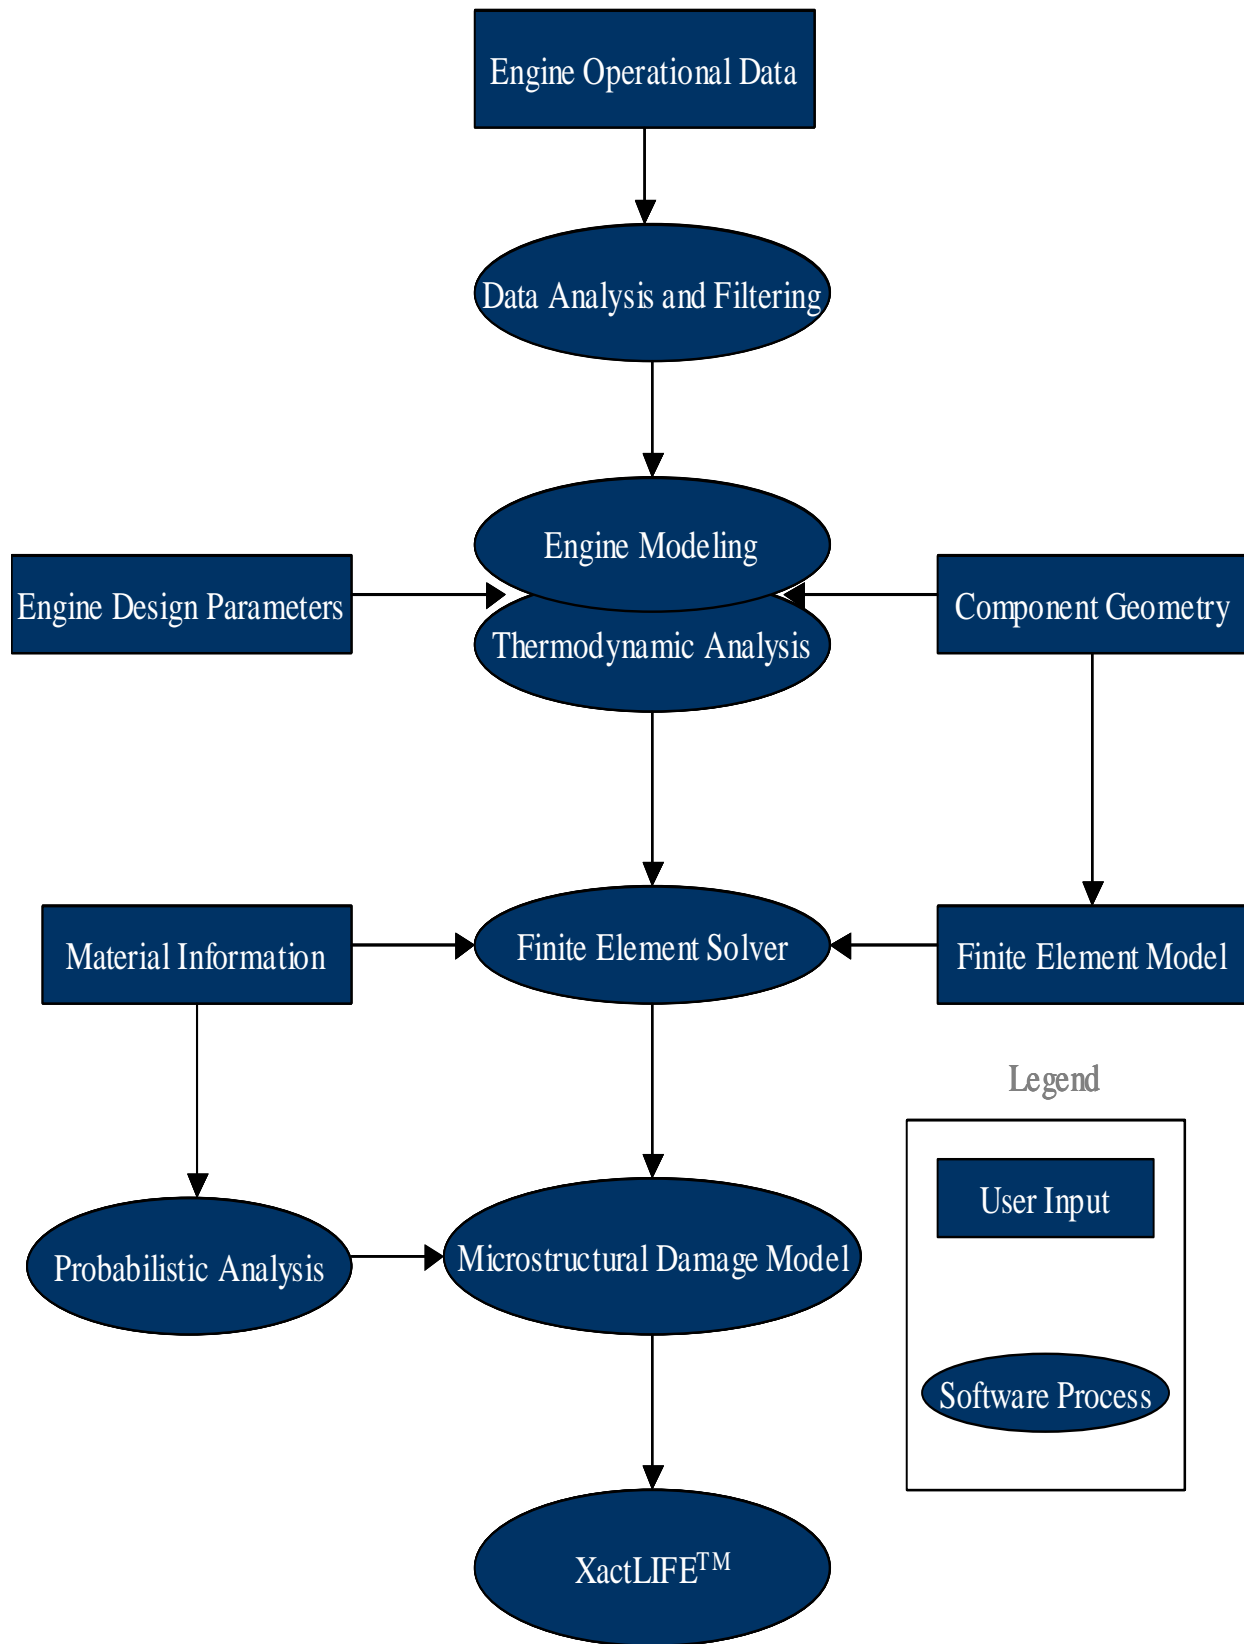 Engine Operational Data
Data Analysis and Filtering
Engine Modeling
Engine Design Parameters
Component Geometry
Thermodynamic Analysis
Material Information
Finite Element Solver
Finite Element Model
Legend
User Input
Probabilistic Analysis
Microstructural Damage Model
Software Process
XactLIFE™